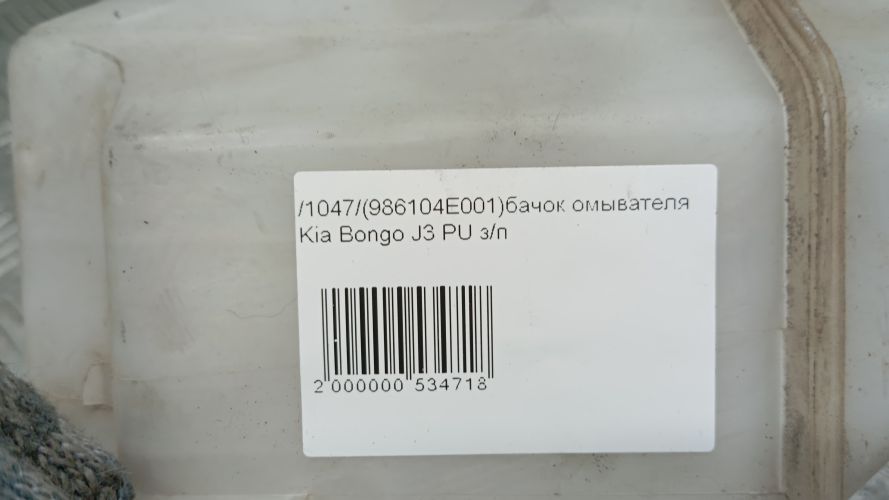 /1047/(986104E001)бачок омывателя
Kia Bongo J3 PU з/п
2 000000 534718